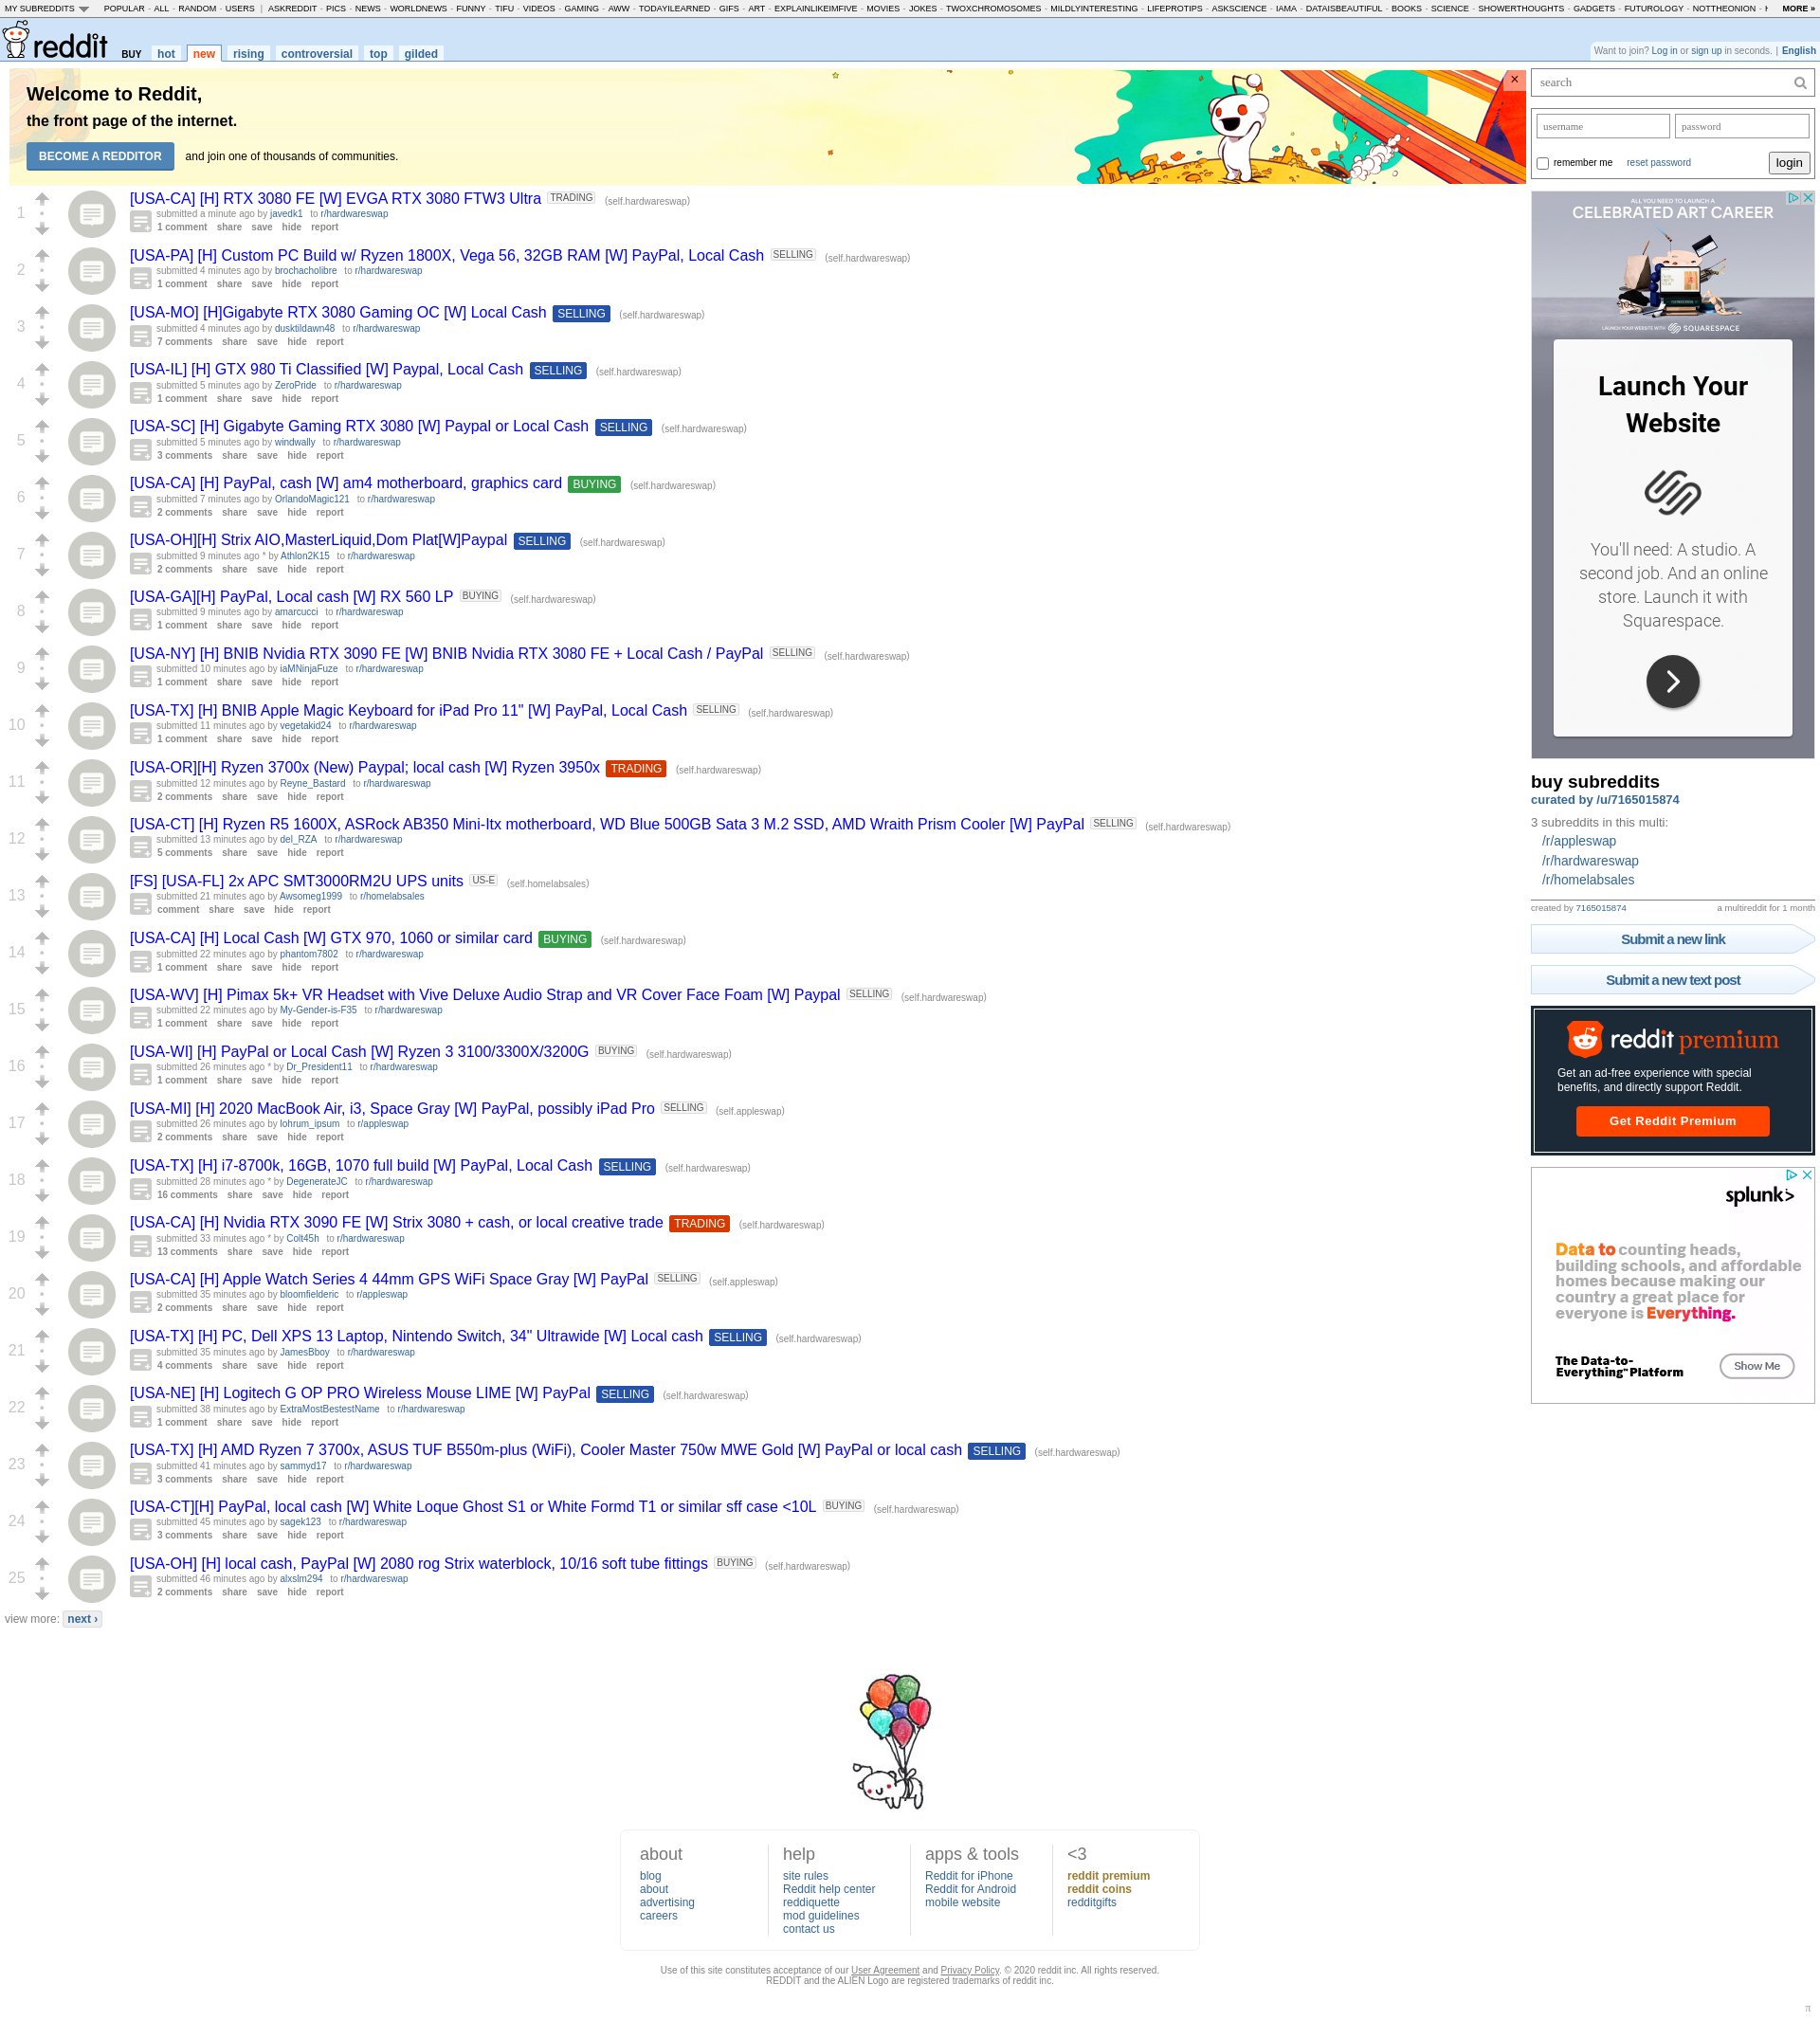 MY SUBREDDITS POPULAR - ALL - RANDOM - USERS | ASKREDDIT - PICS - NEWS - WORLDNEWS - FUNNY - TIFU - VIDEOS - GAMING - AWW - TODAYILEARNED - GIFS - ART - EXPLAINLIKEIMFIVE - MOVIES - JOKES - TWOXCHROMOSOMES - MILDLYINTERESTING - LIFEPROTIPS - ASKSCIENCE - IAMA - DATAISBEAUTIFUL - BOOKS - SCIENCE - SHOWERTHOUGHTS - GADGETS - FUTUROLOGY - NOTTHEONION - MORE »
reddit BUY hot new rising controversial top gilded
Want to join? Log in or sign up in seconds. | English
Welcome to Reddit,
the front page of the internet.
BECOME A REDDITOR and join one of thousands of communities.
1
[USA-CA] [H] RTX 3080 FE [W] EVGA RTX 3080 FTW3 Ultra TRADING (self.hardwareswap)
submitted a minute ago by javedk1 to r/hardwareswap
1 comment share save hide report
2
[USA-PA] [H] Custom PC Build w/ Ryzen 1800X, Vega 56, 32GB RAM [W] PayPal, Local Cash SELLING (self.hardwareswap)
submitted 4 minutes ago by brochacholibre to r/hardwareswap
1 comment share save hide report
3
[USA-MO] [H]Gigabyte RTX 3080 Gaming OC [W] Local Cash SELLING (self.hardwareswap)
submitted 4 minutes ago by dusktildawn48 to r/hardwareswap
7 comments share save hide report
4
[USA-IL] [H] GTX 980 Ti Classified [W] Paypal, Local Cash SELLING (self.hardwareswap)
submitted 5 minutes ago by ZeroPride to r/hardwareswap
1 comment share save hide report
5
[USA-SC] [H] Gigabyte Gaming RTX 3080 [W] Paypal or Local Cash SELLING (self.hardwareswap)
submitted 5 minutes ago by windwally to r/hardwareswap
3 comments share save hide report
6
[USA-CA] [H] PayPal, cash [W] am4 motherboard, graphics card BUYING (self.hardwareswap)
submitted 7 minutes ago by OrlandoMagic121 to r/hardwareswap
2 comments share save hide report
7
[USA-OH][H] Strix AIO,MasterLiquid,Dom Plat[W]Paypal SELLING (self.hardwareswap)
submitted 9 minutes ago * by Athlon2K15 to r/hardwareswap
2 comments share save hide report
8
[USA-GA][H] PayPal, Local cash [W] RX 560 LP BUYING (self.hardwareswap)
submitted 9 minutes ago by amarcucci to r/hardwareswap
1 comment share save hide report
9
[USA-NY] [H] BNIB Nvidia RTX 3090 FE [W] BNIB Nvidia RTX 3080 FE + Local Cash / PayPal SELLING (self.hardwareswap)
submitted 10 minutes ago by iaMNinjaFuze to r/hardwareswap
1 comment share save hide report
10
[USA-TX] [H] BNIB Apple Magic Keyboard for iPad Pro 11" [W] PayPal, Local Cash SELLING (self.hardwareswap)
submitted 11 minutes ago by vegetakid24 to r/hardwareswap
1 comment share save hide report
11
[USA-OR][H] Ryzen 3700x (New) Paypal; local cash [W] Ryzen 3950x TRADING (self.hardwareswap)
submitted 12 minutes ago by Reyne_Bastard to r/hardwareswap
2 comments share save hide report
12
[USA-CT] [H] Ryzen R5 1600X, ASRock AB350 Mini-Itx motherboard, WD Blue 500GB Sata 3 M.2 SSD, AMD Wraith Prism Cooler [W] PayPal SELLING (self.hardwareswap)
submitted 13 minutes ago by del_RZA to r/hardwareswap
5 comments share save hide report
13
[FS] [USA-FL] 2x APC SMT3000RM2U UPS units US-E (self.homelabsales)
submitted 21 minutes ago by Awsomeg1999 to r/homelabsales
comment share save hide report
14
[USA-CA] [H] Local Cash [W] GTX 970, 1060 or similar card BUYING (self.hardwareswap)
submitted 22 minutes ago by phantom7802 to r/hardwareswap
1 comment share save hide report
15
[USA-WV] [H] Pimax 5k+ VR Headset with Vive Deluxe Audio Strap and VR Cover Face Foam [W] Paypal SELLING (self.hardwareswap)
submitted 22 minutes ago by My-Gender-is-F35 to r/hardwareswap
1 comment share save hide report
16
[USA-WI] [H] PayPal or Local Cash [W] Ryzen 3 3100/3300X/3200G BUYING (self.hardwareswap)
submitted 26 minutes ago * by Dr_President11 to r/hardwareswap
1 comment share save hide report
17
[USA-MI] [H] 2020 MacBook Air, i3, Space Gray [W] PayPal, possibly iPad Pro SELLING (self.appleswap)
submitted 26 minutes ago by lohrum_ipsum to r/appleswap
2 comments share save hide report
18
[USA-TX] [H] i7-8700k, 16GB, 1070 full build [W] PayPal, Local Cash SELLING (self.hardwareswap)
submitted 28 minutes ago * by DegenerateJC to r/hardwareswap
16 comments share save hide report
19
[USA-CA] [H] Nvidia RTX 3090 FE [W] Strix 3080 + cash, or local creative trade TRADING (self.hardwareswap)
submitted 33 minutes ago * by Colt45h to r/hardwareswap
13 comments share save hide report
20
[USA-CA] [H] Apple Watch Series 4 44mm GPS WiFi Space Gray [W] PayPal SELLING (self.appleswap)
submitted 35 minutes ago by bloomfielderic to r/appleswap
2 comments share save hide report
21
[USA-TX] [H] PC, Dell XPS 13 Laptop, Nintendo Switch, 34" Ultrawide [W] Local cash SELLING (self.hardwareswap)
submitted 35 minutes ago by JamesBboy to r/hardwareswap
4 comments share save hide report
22
[USA-NE] [H] Logitech G OP PRO Wireless Mouse LIME [W] PayPal SELLING (self.hardwareswap)
submitted 38 minutes ago by ExtraMostBestestName to r/hardwareswap
1 comment share save hide report
23
[USA-TX] [H] AMD Ryzen 7 3700x, ASUS TUF B550m-plus (WiFi), Cooler Master 750w MWE Gold [W] PayPal or local cash SELLING (self.hardwareswap)
submitted 41 minutes ago by sammyd17 to r/hardwareswap
3 comments share save hide report
24
[USA-CT][H] PayPal, local cash [W] White Loque Ghost S1 or White Formd T1 or similar sff case <10L BUYING (self.hardwareswap)
submitted 45 minutes ago by sagek123 to r/hardwareswap
3 comments share save hide report
25
[USA-OH] [H] local cash, PayPal [W] 2080 rog Strix waterblock, 10/16 soft tube fittings BUYING (self.hardwareswap)
submitted 46 minutes ago by alxslm294 to r/hardwareswap
2 comments share save hide report
view more: next ›
search
username password
remember me reset password login
ALL YOU NEED TO LAUNCH A
CELEBRATED ART CAREER
LAUNCH YOUR WEBSITE WITH SQUARESPACE
Launch Your
Website
You'll need: A studio. A
second job. And an online
store. Launch it with
Squarespace.
buy subreddits
curated by /u/7165015874
3 subreddits in this multi:
/r/appleswap
/r/hardwareswap
/r/homelabsales
created by 7165015874 a multireddit for 1 month
Submit a new link
Submit a new text post
reddit premium
Get an ad-free experience with special
benefits, and directly support Reddit.
Get Reddit Premium
splunk>
Data to counting heads,
building schools, and affordable
homes because making our
country a great place for
everyone is Everything.
The Data-to-
Everything™ Platform
Show Me
about
blog
about
advertising
careers
help
site rules
Reddit help center
reddiquette
mod guidelines
contact us
apps & tools
Reddit for iPhone
Reddit for Android
mobile website
<3
reddit premium
reddit coins
redditgifts
Use of this site constitutes acceptance of our User Agreement and Privacy Policy. © 2020 reddit inc. All rights reserved.
REDDIT and the ALIEN Logo are registered trademarks of reddit inc.
π